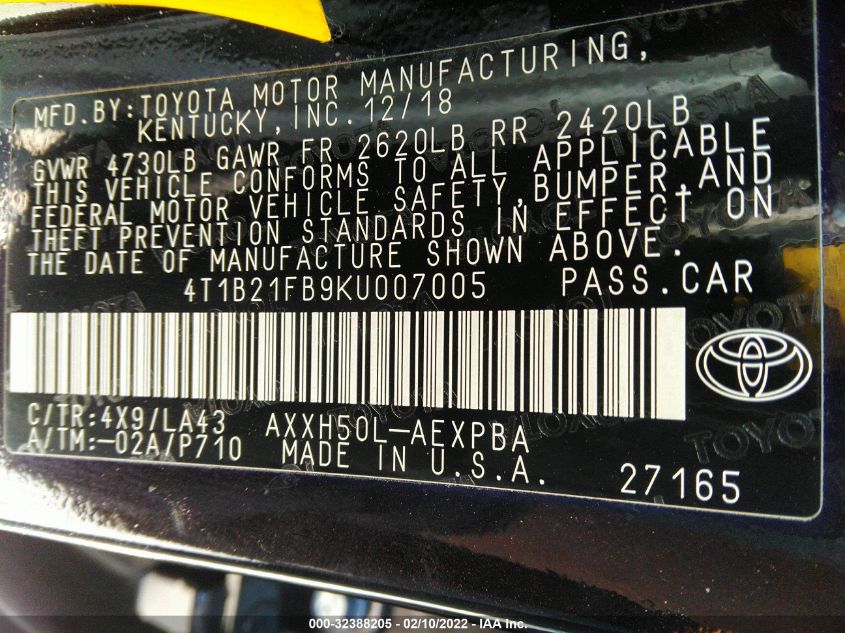 MFD.BY:TOYOTA MOTOR MANUFACTURING,
KENTUCKY,INC.12/18
GVWR 4730LB GAWR FR 2620LB RR 2420LB
THIS VEHICLE CONFORMS TO ALL APPLICABLE
FEDERAL MOTOR VEHICLE SAFETY,BUMPER,AND
THEFT PREVENTION STANDARDS IN EFFECT ON
THE DATE OF MANUFACTURE SHOWN ABOVE.
4T1B21FB9KU007005 PASS.CAR
C/TR:4X9/LA43 AXXH50L-AEXPBA
A/TM:-02A/P710 MADE IN U.S.A.
27165
000-32388205 - 02/10/2022 - IAA Inc.